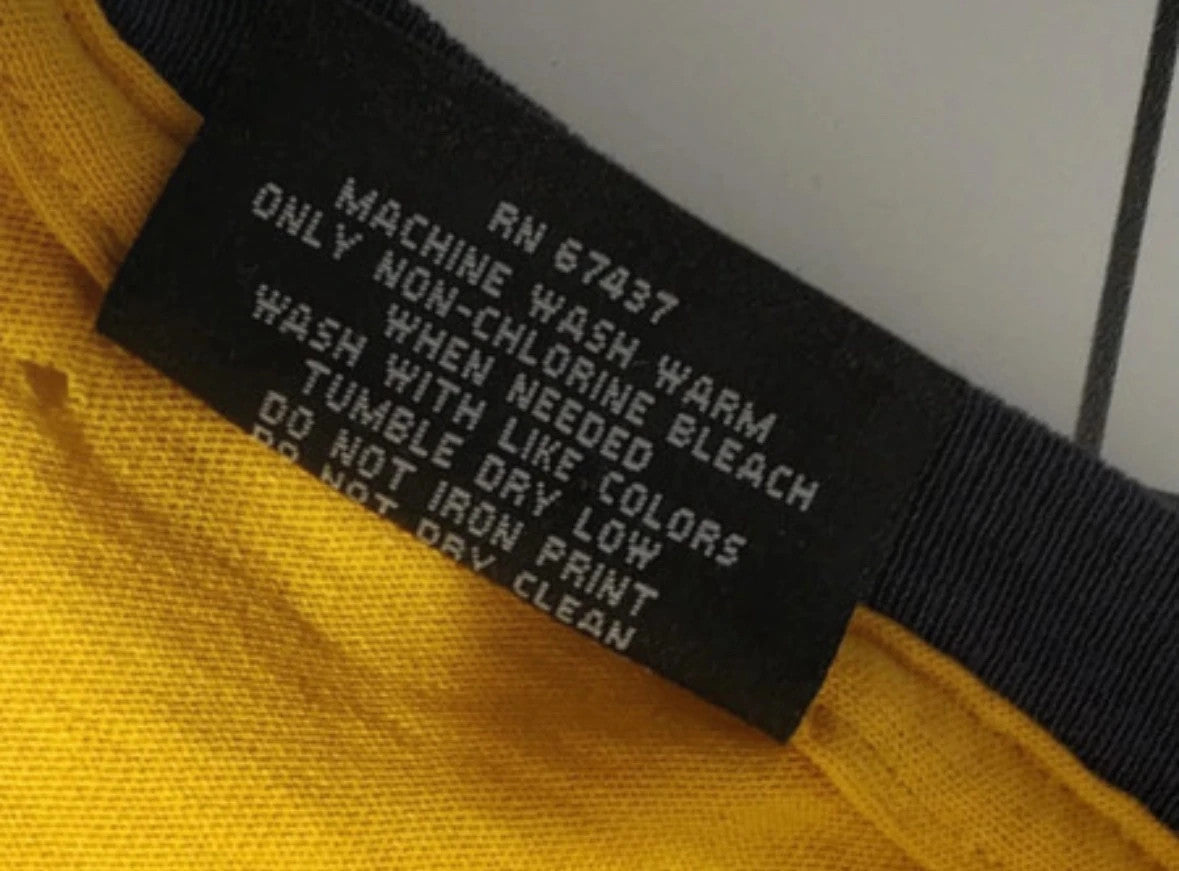 RN 67437
MACHINE WASH WARM
ONLY NON-CHLORINE BLEACH
WHEN NEEDED
WASH WITH LIKE COLORS
TUMBLE DRY LOW
DO NOT IRON PRINT
DO NOT DRY CLEAN